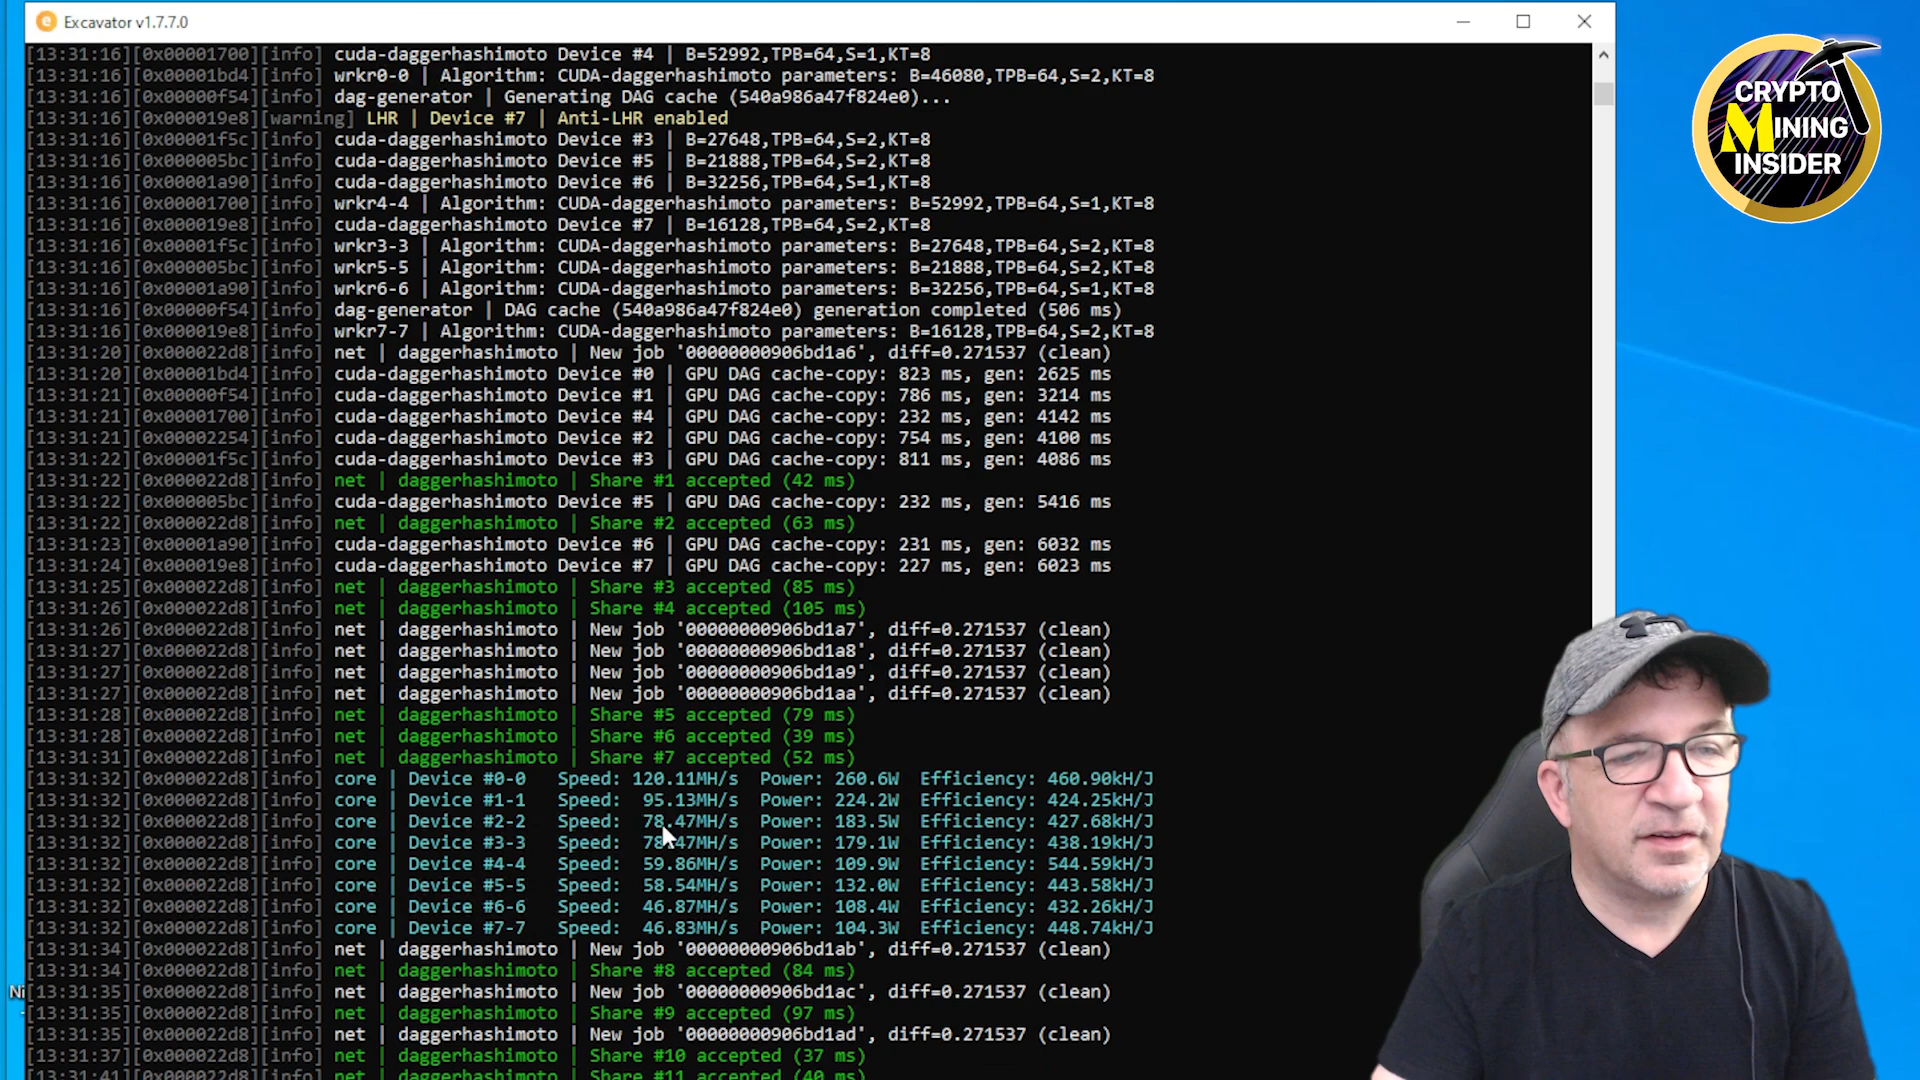 Excavator v1.7.7.0
[13:31:16][0x00001700][info] cuda-daggerhashimoto Device #4 | B=52992,TPB=64,S=1,KT=8
[13:31:16][0x00001bd4][info] wrkr0-0 | Algorithm: CUDA-daggerhashimoto parameters: B=46080,TPB=64,S=2,KT=8
[13:31:16][0x00000f54][info] dag-generator | Generating DAG cache (540a986a47f824e0)...
[13:31:16][0x000019e8][warning] LHR | Device #7 | Anti-LHR enabled
[13:31:16][0x00001f5c][info] cuda-daggerhashimoto Device #3 | B=27648,TPB=64,S=2,KT=8
[13:31:16][0x000005bc][info] cuda-daggerhashimoto Device #5 | B=21888,TPB=64,S=2,KT=8
[13:31:16][0x00001a90][info] cuda-daggerhashimoto Device #6 | B=32256,TPB=64,S=1,KT=8
[13:31:16][0x00001700][info] wrkr4-4 | Algorithm: CUDA-daggerhashimoto parameters: B=52992,TPB=64,S=1,KT=8
[13:31:16][0x000019e8][info] cuda-daggerhashimoto Device #7 | B=16128,TPB=64,S=2,KT=8
[13:31:16][0x00001f5c][info] wrkr3-3 | Algorithm: CUDA-daggerhashimoto parameters: B=27648,TPB=64,S=2,KT=8
[13:31:16][0x000005bc][info] wrkr5-5 | Algorithm: CUDA-daggerhashimoto parameters: B=21888,TPB=64,S=2,KT=8
[13:31:16][0x00001a90][info] wrkr6-6 | Algorithm: CUDA-daggerhashimoto parameters: B=32256,TPB=64,S=1,KT=8
[13:31:16][0x00000f54][info] dag-generator | DAG cache (540a986a47f824e0) generation completed (506 ms)
[13:31:16][0x000019e8][info] wrkr7-7 | Algorithm: CUDA-daggerhashimoto parameters: B=16128,TPB=64,S=2,KT=8
[13:31:20][0x000022d8][info] net | daggerhashimoto | New job '00000000906bd1a6', diff=0.271537 (clean)
[13:31:20][0x00001bd4][info] cuda-daggerhashimoto Device #0 | GPU DAG cache-copy: 823 ms, gen: 2625 ms
[13:31:21][0x00000f54][info] cuda-daggerhashimoto Device #1 | GPU DAG cache-copy: 786 ms, gen: 3214 ms
[13:31:21][0x00001700][info] cuda-daggerhashimoto Device #4 | GPU DAG cache-copy: 232 ms, gen: 4142 ms
[13:31:21][0x00002254][info] cuda-daggerhashimoto Device #2 | GPU DAG cache-copy: 754 ms, gen: 4100 ms
[13:31:22][0x00001f5c][info] cuda-daggerhashimoto Device #3 | GPU DAG cache-copy: 811 ms, gen: 4086 ms
[13:31:22][0x000022d8][info] net | daggerhashimoto | Share #1 accepted (42 ms)
[13:31:22][0x000005bc][info] cuda-daggerhashimoto Device #5 | GPU DAG cache-copy: 232 ms, gen: 5416 ms
[13:31:22][0x000022d8][info] net | daggerhashimoto | Share #2 accepted (63 ms)
[13:31:23][0x00001a90][info] cuda-daggerhashimoto Device #6 | GPU DAG cache-copy: 231 ms, gen: 6032 ms
[13:31:24][0x000019e8][info] cuda-daggerhashimoto Device #7 | GPU DAG cache-copy: 227 ms, gen: 6023 ms
[13:31:25][0x000022d8][info] net | daggerhashimoto | Share #3 accepted (85 ms)
[13:31:26][0x000022d8][info] net | daggerhashimoto | Share #4 accepted (105 ms)
[13:31:26][0x000022d8][info] net | daggerhashimoto | New job '00000000906bd1a7', diff=0.271537 (clean)
[13:31:27][0x000022d8][info] net | daggerhashimoto | New job '00000000906bd1a8', diff=0.271537 (clean)
[13:31:27][0x000022d8][info] net | daggerhashimoto | New job '00000000906bd1a9', diff=0.271537 (clean)
[13:31:27][0x000022d8][info] net | daggerhashimoto | New job '00000000906bd1aa', diff=0.271537 (clean)
[13:31:28][0x000022d8][info] net | daggerhashimoto | Share #5 accepted (79 ms)
[13:31:28][0x000022d8][info] net | daggerhashimoto | Share #6 accepted (39 ms)
[13:31:31][0x000022d8][info] net | daggerhashimoto | Share #7 accepted (52 ms)
[13:31:32][0x000022d8][info] core | Device #0-0 Speed: 120.11MH/s Power: 260.6W Efficiency: 460.90kH/J
[13:31:32][0x000022d8][info] core | Device #1-1 Speed: 95.13MH/s Power: 224.2W Efficiency: 424.25kH/J
[13:31:32][0x000022d8][info] core | Device #2-2 Speed: 78.47MH/s Power: 183.5W Efficiency: 427.68kH/J
[13:31:32][0x000022d8][info] core | Device #3-3 Speed: 78.47MH/s Power: 179.1W Efficiency: 438.19kH/J
[13:31:32][0x000022d8][info] core | Device #4-4 Speed: 59.86MH/s Power: 109.9W Efficiency: 544.59kH/J
[13:31:32][0x000022d8][info] core | Device #5-5 Speed: 58.54MH/s Power: 132.0W Efficiency: 443.58kH/J
[13:31:32][0x000022d8][info] core | Device #6-6 Speed: 46.87MH/s Power: 108.4W Efficiency: 432.26kH/J
[13:31:32][0x000022d8][info] core | Device #7-7 Speed: 46.83MH/s Power: 104.3W Efficiency: 448.74kH/J
[13:31:34][0x000022d8][info] net | daggerhashimoto | New job '00000000906bd1ab', diff=0.271537 (clean)
[13:31:34][0x000022d8][info] net | daggerhashimoto | Share #8 accepted (84 ms)
[13:31:35][0x000022d8][info] net | daggerhashimoto | New job '00000000906bd1ac', diff=0.271537 (clean)
[13:31:35][0x000022d8][info] net | daggerhashimoto | Share #9 accepted (97 ms)
[13:31:35][0x000022d8][info] net | daggerhashimoto | New job '00000000906bd1ad', diff=0.271537 (clean)
[13:31:37][0x000022d8][info] net | daggerhashimoto | Share #10 accepted (37 ms)
[13:31:41][0x000022d8][info] net | daggerhashimoto | Share #11 accepted (40 ms)
Ni
CRYPTO
MINING
INSIDER